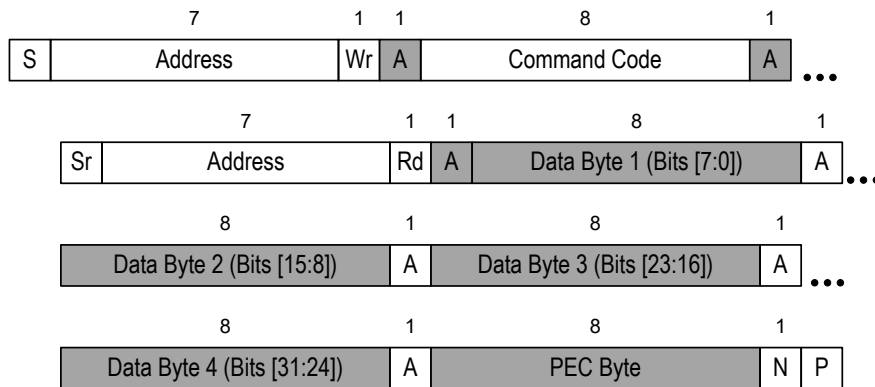 7 1 1 8 1
S Address Wr A Command Code A ...
7 1 1 8 1
Sr Address Rd A Data Byte 1 (Bits [7:0]) A ...
8 1 8 1
Data Byte 2 (Bits [15:8]) A Data Byte 3 (Bits [23:16]) A ...
8 1 8 1
Data Byte 4 (Bits [31:24]) A PEC Byte N P